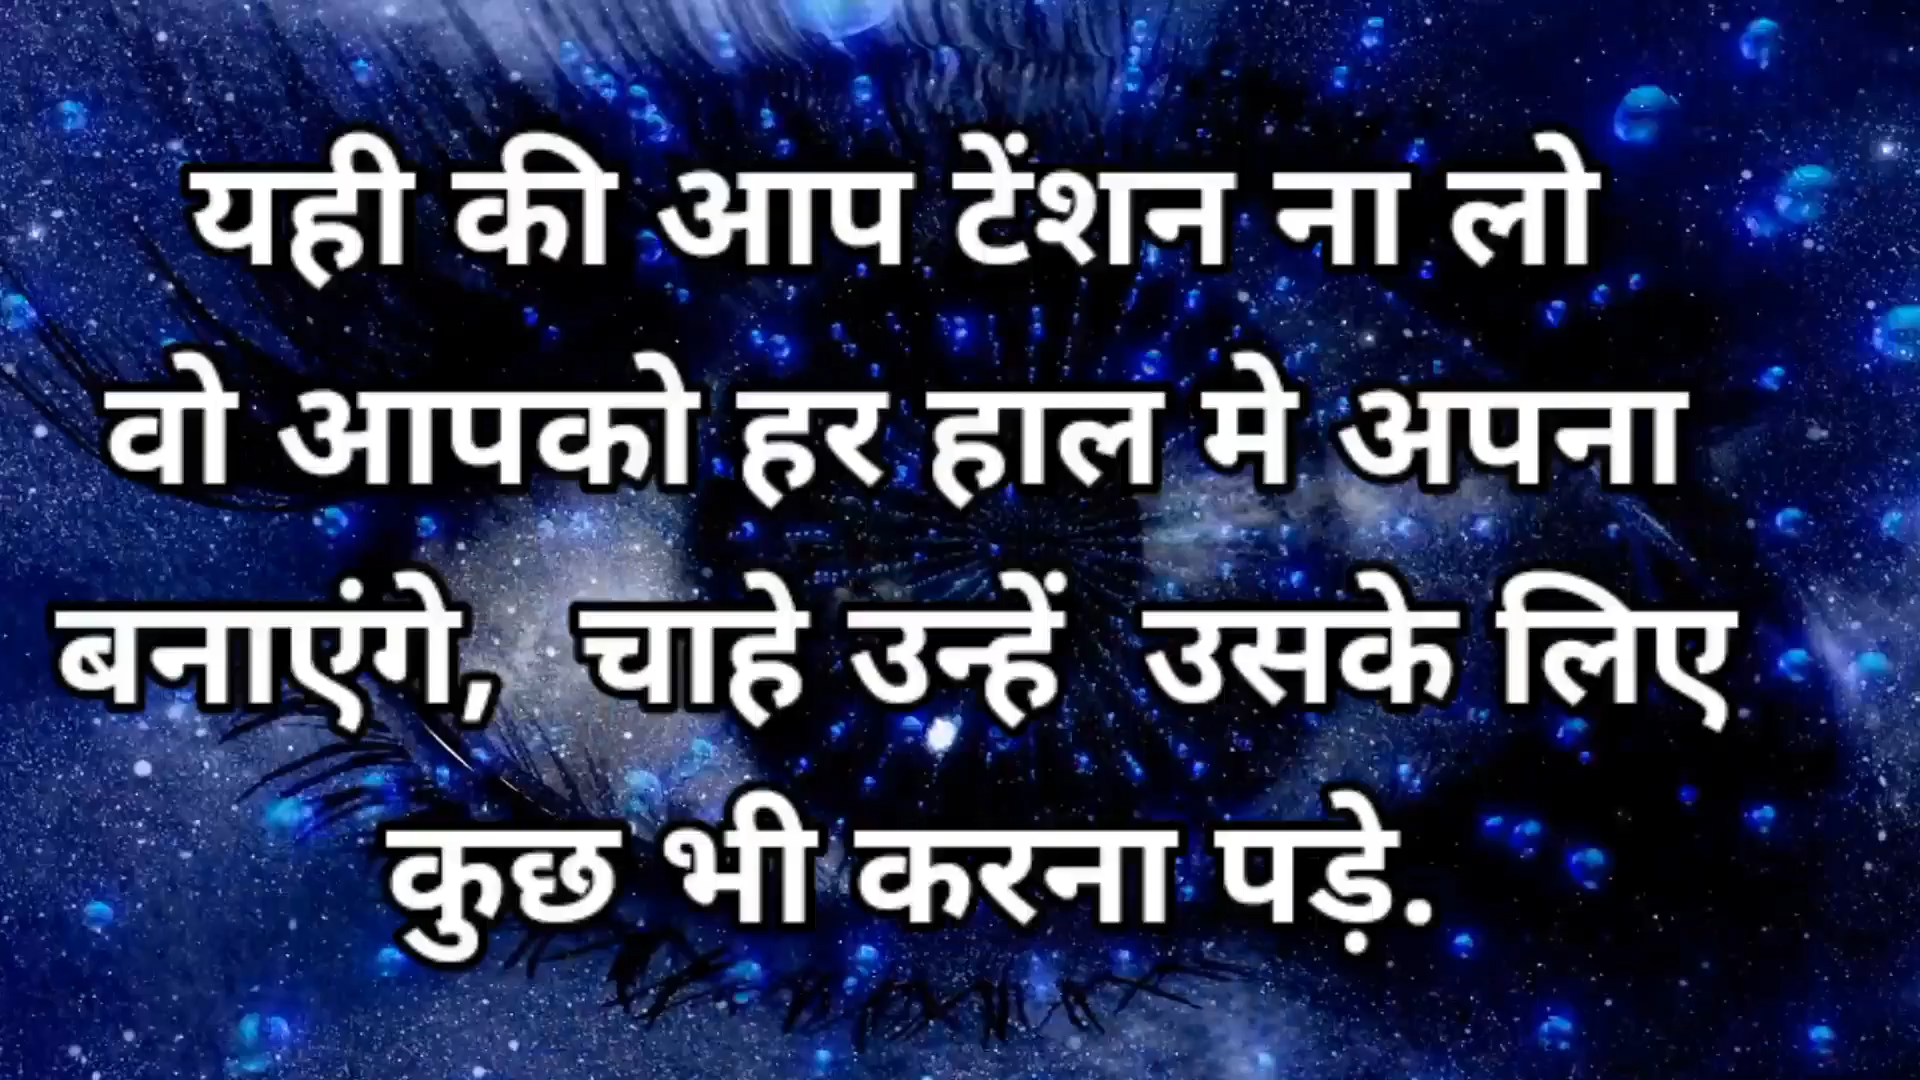 यही की आप टेंशन ना लो
वो आपको हर हाल मे अपना
बनाएंगे, चाहे उन्हें उसके लिए
कुछ भी करना पड़े.